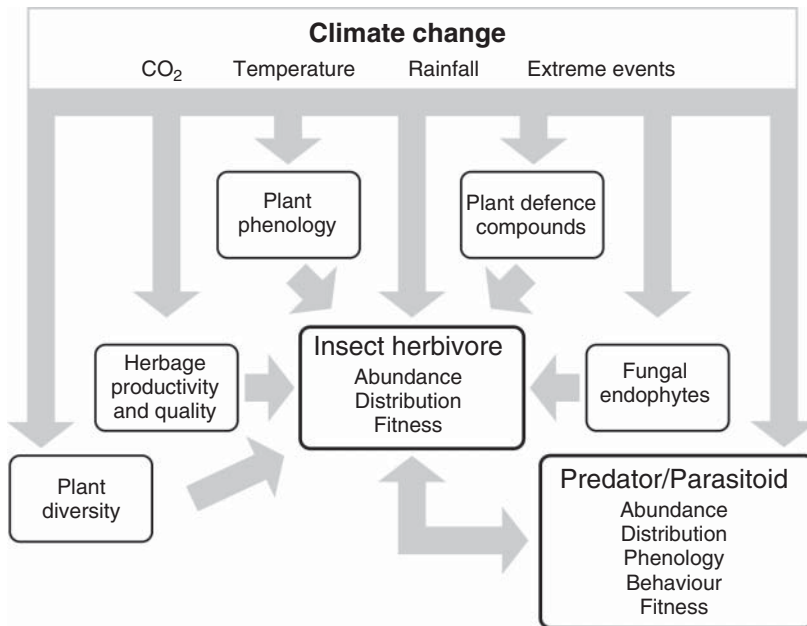 Climate change
CO₂ Temperature Rainfall Extreme events
Plant
phenology
Plant defence
compounds
Herbage
productivity
and quality
Insect herbivore
Abundance
Distribution
Fitness
Fungal
endophytes
Plant
diversity
Predator/Parasitoid
Abundance
Distribution
Phenology
Behaviour
Fitness